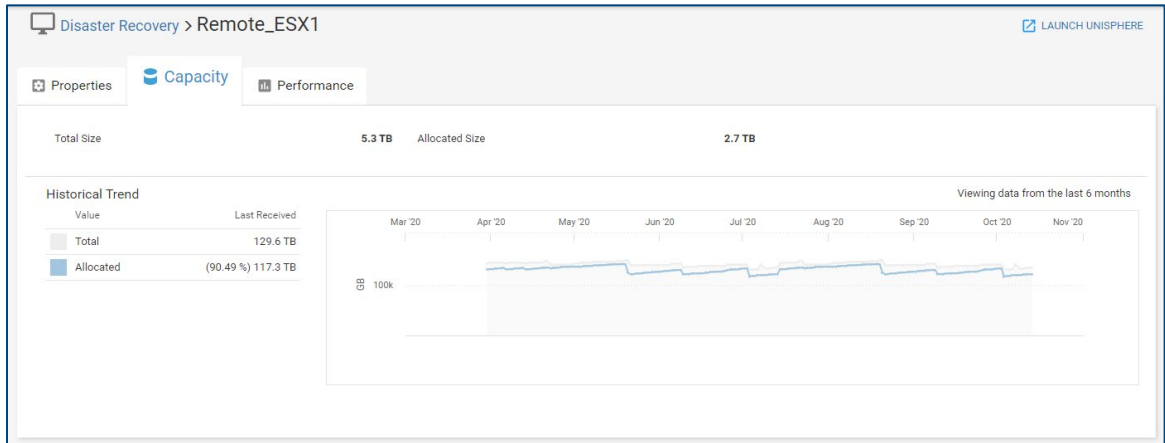 Disaster Recovery > Remote_ESX1
LAUNCH UNISPHERE
Properties
Capacity
Performance
Total Size 5.3 TB Allocated Size 2.7 TB
Historical Trend
Viewing data from the last 6 months
Value Last Received
Total 129.6 TB
Allocated (90.49 %) 117.3 TB
Mar '20 Apr '20 May '20 Jun '20 Jul '20 Aug '20 Sep '20 Oct '20 Nov '20
GB
100k